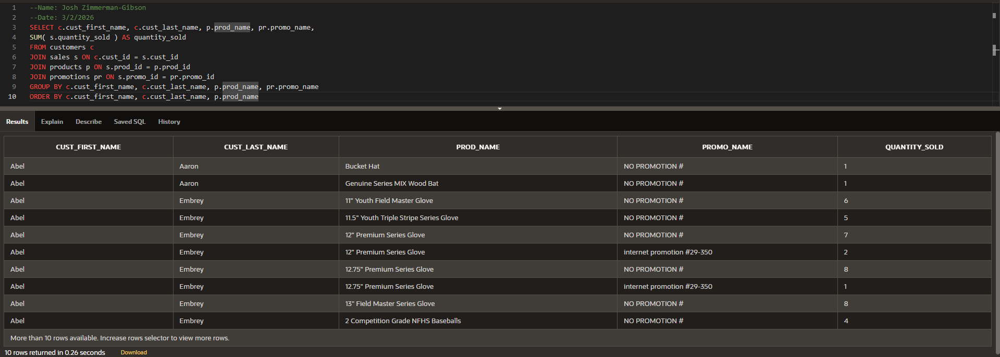 1 --Name: Josh Zimmerman-Gibson
2 --Date: 3/2/2026
3 SELECT c.cust_first_name, c.cust_last_name, p.prod_name, pr.promo_name,
4 SUM( s.quantity_sold ) AS quantity_sold
5 FROM customers c
6 JOIN sales s ON c.cust_id = s.cust_id
7 JOIN products p ON s.prod_id = p.prod_id
8 JOIN promotions pr ON s.promo_id = pr.promo_id
9 GROUP BY c.cust_first_name, c.cust_last_name, p.prod_name, pr.promo_name
10 ORDER BY c.cust_first_name, c.cust_last_name, p.prod_name
Results Explain Describe Saved SQL History
CUST_FIRST_NAME CUST_LAST_NAME PROD_NAME PROMO_NAME QUANTITY_SOLD
Abel Aaron Bucket Hat NO PROMOTION # 1
Abel Aaron Genuine Series MIX Wood Bat NO PROMOTION # 1
Abel Embrey 11" Youth Field Master Glove NO PROMOTION # 6
Abel Embrey 11.5" Youth Triple Stripe Series Glove NO PROMOTION # 5
Abel Embrey 12" Premium Series Glove NO PROMOTION # 7
Abel Embrey 12" Premium Series Glove internet promotion #29-350 2
Abel Embrey 12.75" Premium Series Glove NO PROMOTION # 8
Abel Embrey 12.75" Premium Series Glove internet promotion #29-350 1
Abel Embrey 13" Field Master Series Glove NO PROMOTION # 8
Abel Embrey 2 Competition Grade NFHS Baseballs NO PROMOTION # 4
More than 10 rows available. Increase rows selector to view more rows.
10 rows returned in 0.26 seconds Download